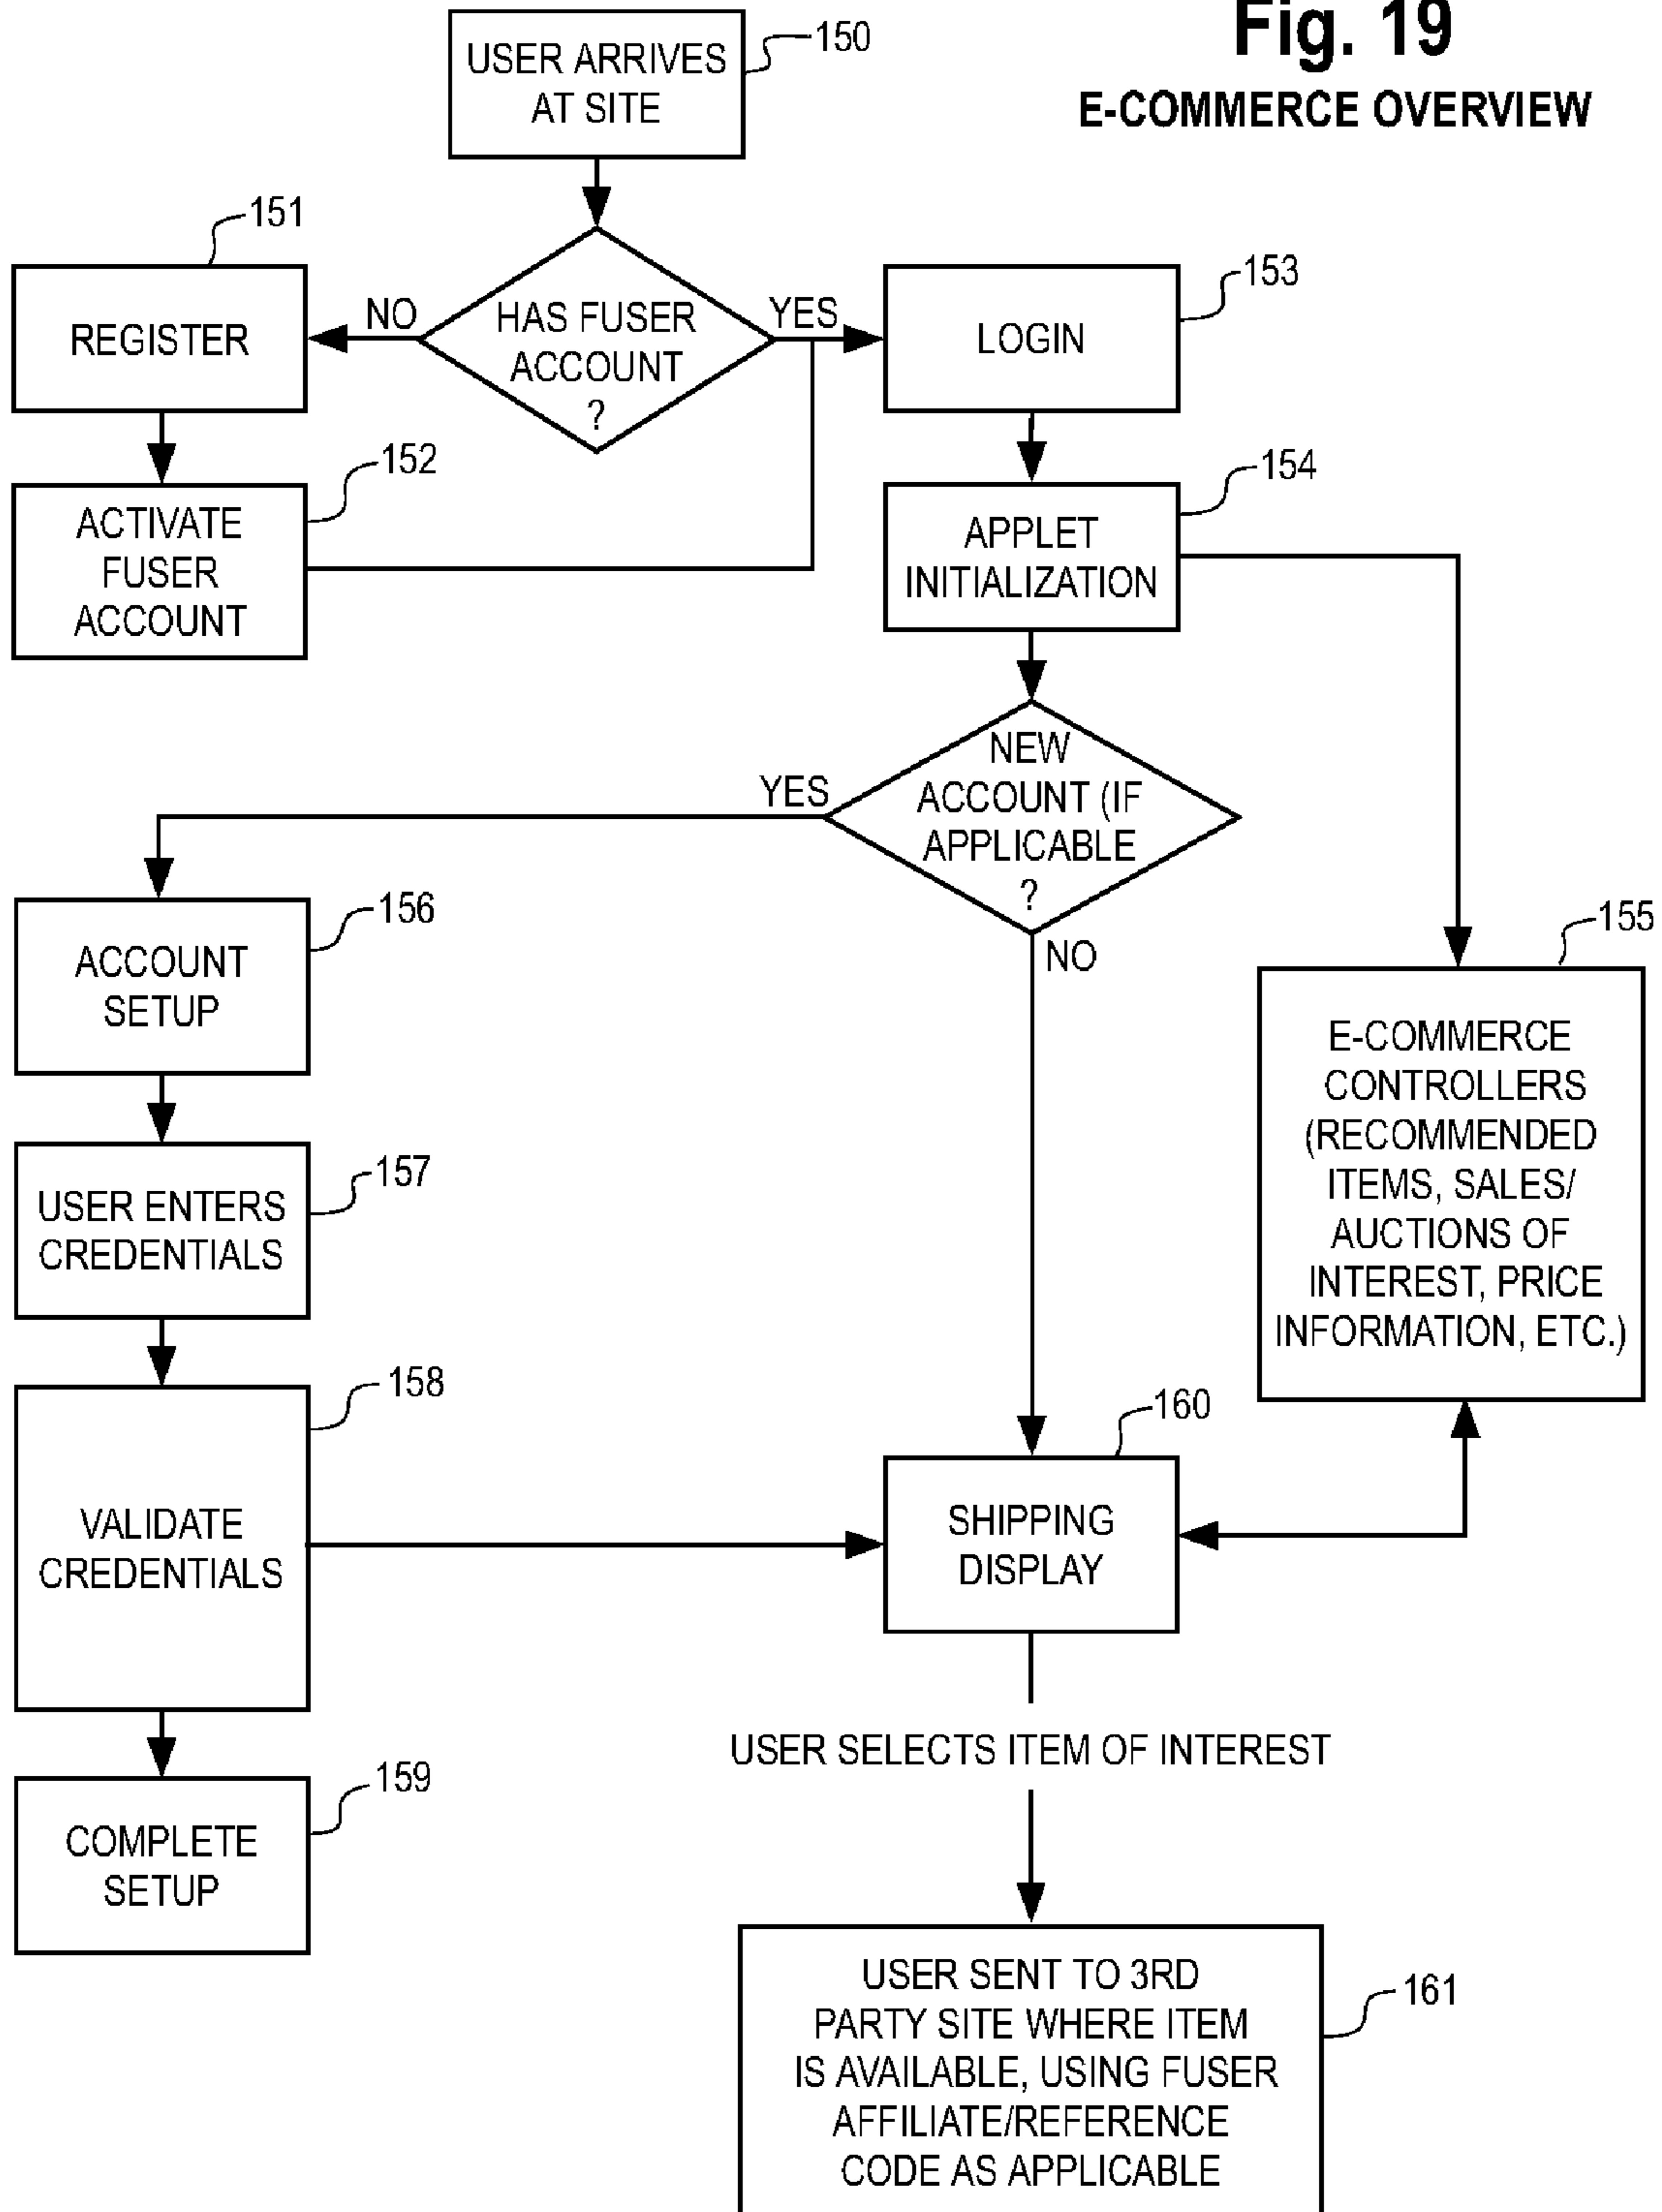 Fig. 19
E-COMMERCE OVERVIEW
USER ARRIVES
AT SITE
150
151
REGISTER
NO
HAS FUSER
ACCOUNT
?
YES
153
LOGIN
152
ACTIVATE
FUSER
ACCOUNT
154
APPLET
INITIALIZATION
NEW
ACCOUNT (IF
APPLICABLE
?
YES
NO
156
ACCOUNT
SETUP
155
E-COMMERCE
CONTROLLERS
(RECOMMENDED
ITEMS, SALES/
AUCTIONS OF
INTEREST, PRICE
INFORMATION, ETC.)
157
USER ENTERS
CREDENTIALS
158
VALIDATE
CREDENTIALS
160
SHIPPING
DISPLAY
159
COMPLETE
SETUP
USER SELECTS ITEM OF INTEREST
161
USER SENT TO 3RD
PARTY SITE WHERE ITEM
IS AVAILABLE, USING FUSER
AFFILIATE/REFERENCE
CODE AS APPLICABLE